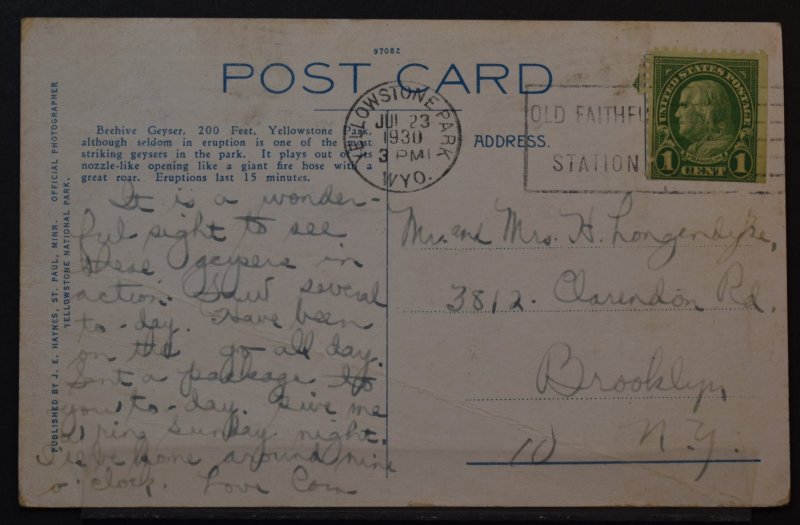 97082
POST CARD
Beehive Geyser, 200 Feet, Yellowstone Park,
although seldom in eruption is one of the most
striking geysers in the park. It plays out of its
nozzle-like opening like a giant fire hose with a
great roar. Eruptions last 15 minutes.
PUBLISHED BY J. E. HAYNES, ST. PAUL, MINN. OFFICIAL PHOTOGRAPHER
YELLOWSTONE NATIONAL PARK.
YELLOWSTONE PARK
JUL 23
1930
3 PM
WYO.
ADDRESS.
OLD FAITHFU
STATION
UNITED STATES POSTAGE
FRANKLIN
1 CENT 1
It is a wonder-
ful sight to see
these geysers in
action. Saw several
to-day. Have been
on the go all day.
Sent a package to
you to-day. Give me
a ring Sunday night.
I'll be home around nine
o'clock. Love
Mr. and Mrs. H. Longendyke,
3812. Clarendon Rd.
Brooklyn,
10 N.Y.